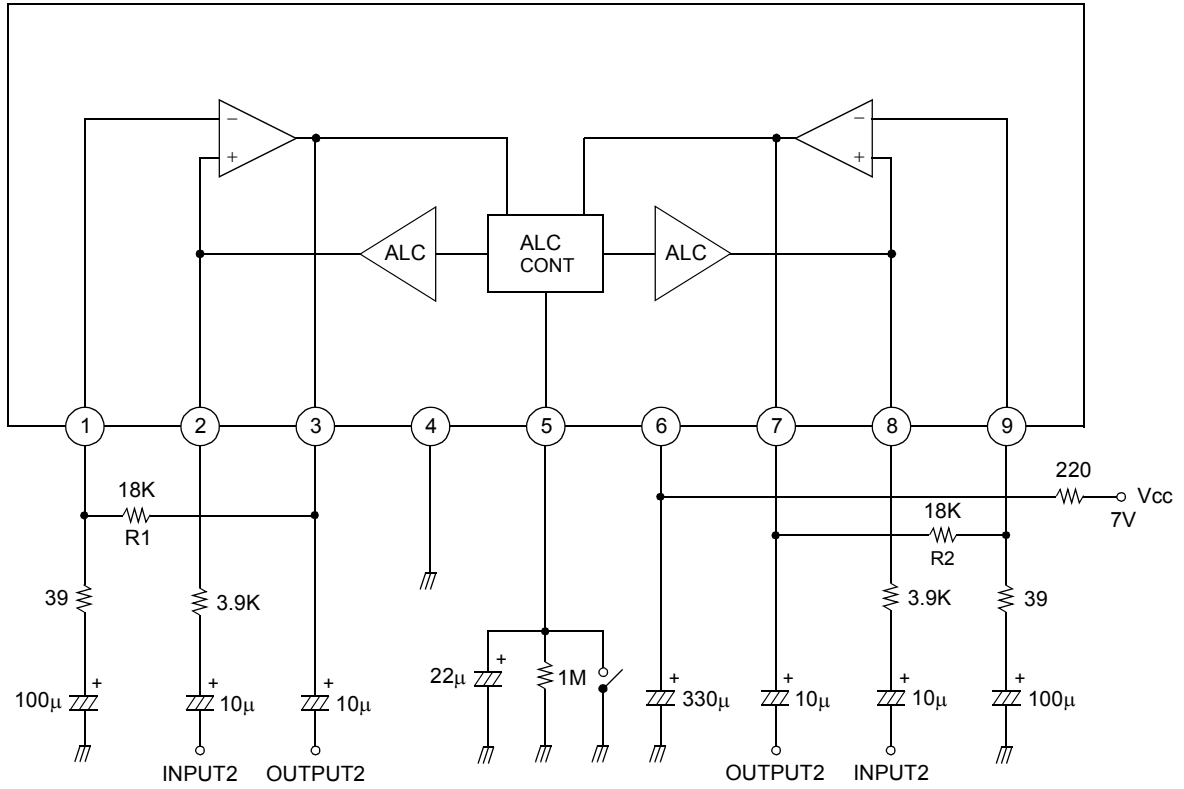 − −
+ +
ALC
ALC
CONT
ALC
1 2 3 4 5 6 7 8 9
220
Vcc
7V
18K
R1
18K
R2
39
3.9K
3.9K
39
+ + + + + + + + +
100µ
10µ
10µ
22µ
1M
330µ
10µ
10µ
100µ
INPUT2 OUTPUT2 OUTPUT2 INPUT2